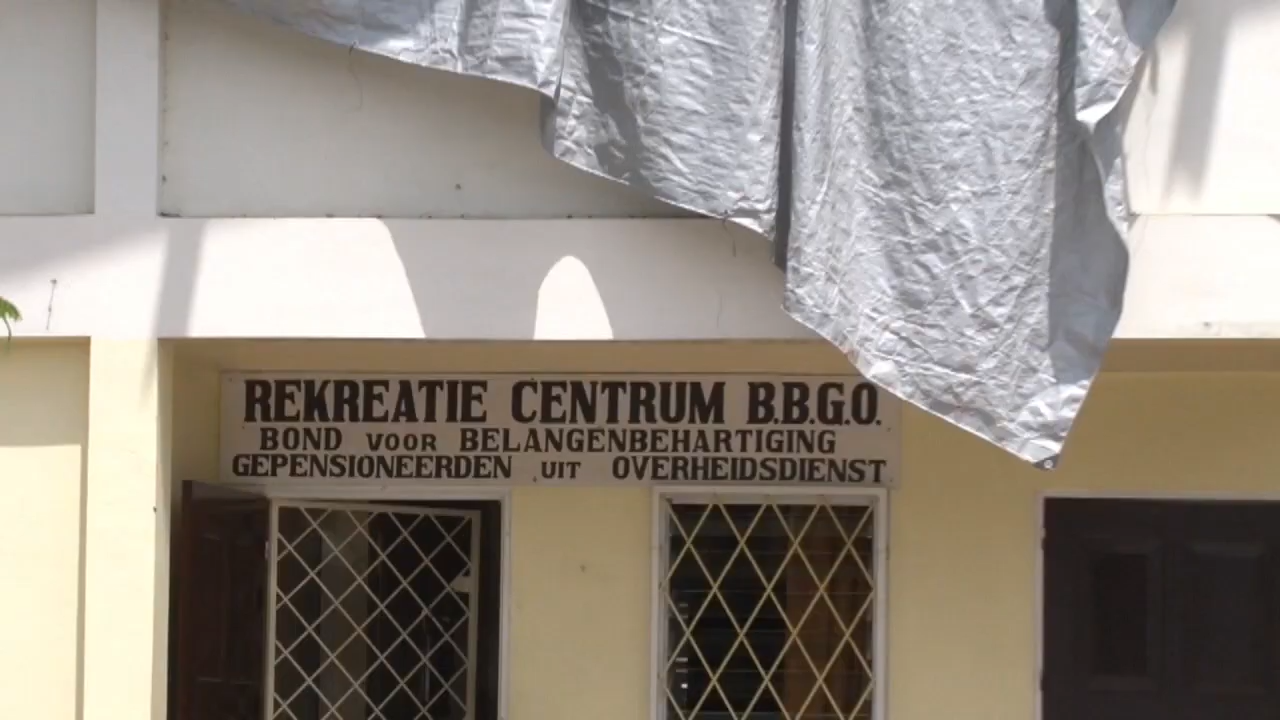 REKREATIE CENTRUM B.B.G.O.
BOND VOOR BELANGENBEHARTIGING
GEPENSIONEERDEN UIT OVERHEIDSDIENST